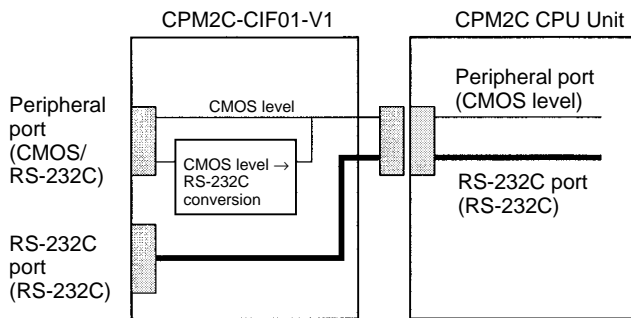 CPM2C-CIF01-V1
CPM2C CPU Unit
Peripheral
port
(CMOS/
RS-232C)
CMOS level
CMOS level →
RS-232C
conversion
RS-232C
port
(RS-232C)
Peripheral port
(CMOS level)
RS-232C port
(RS-232C)